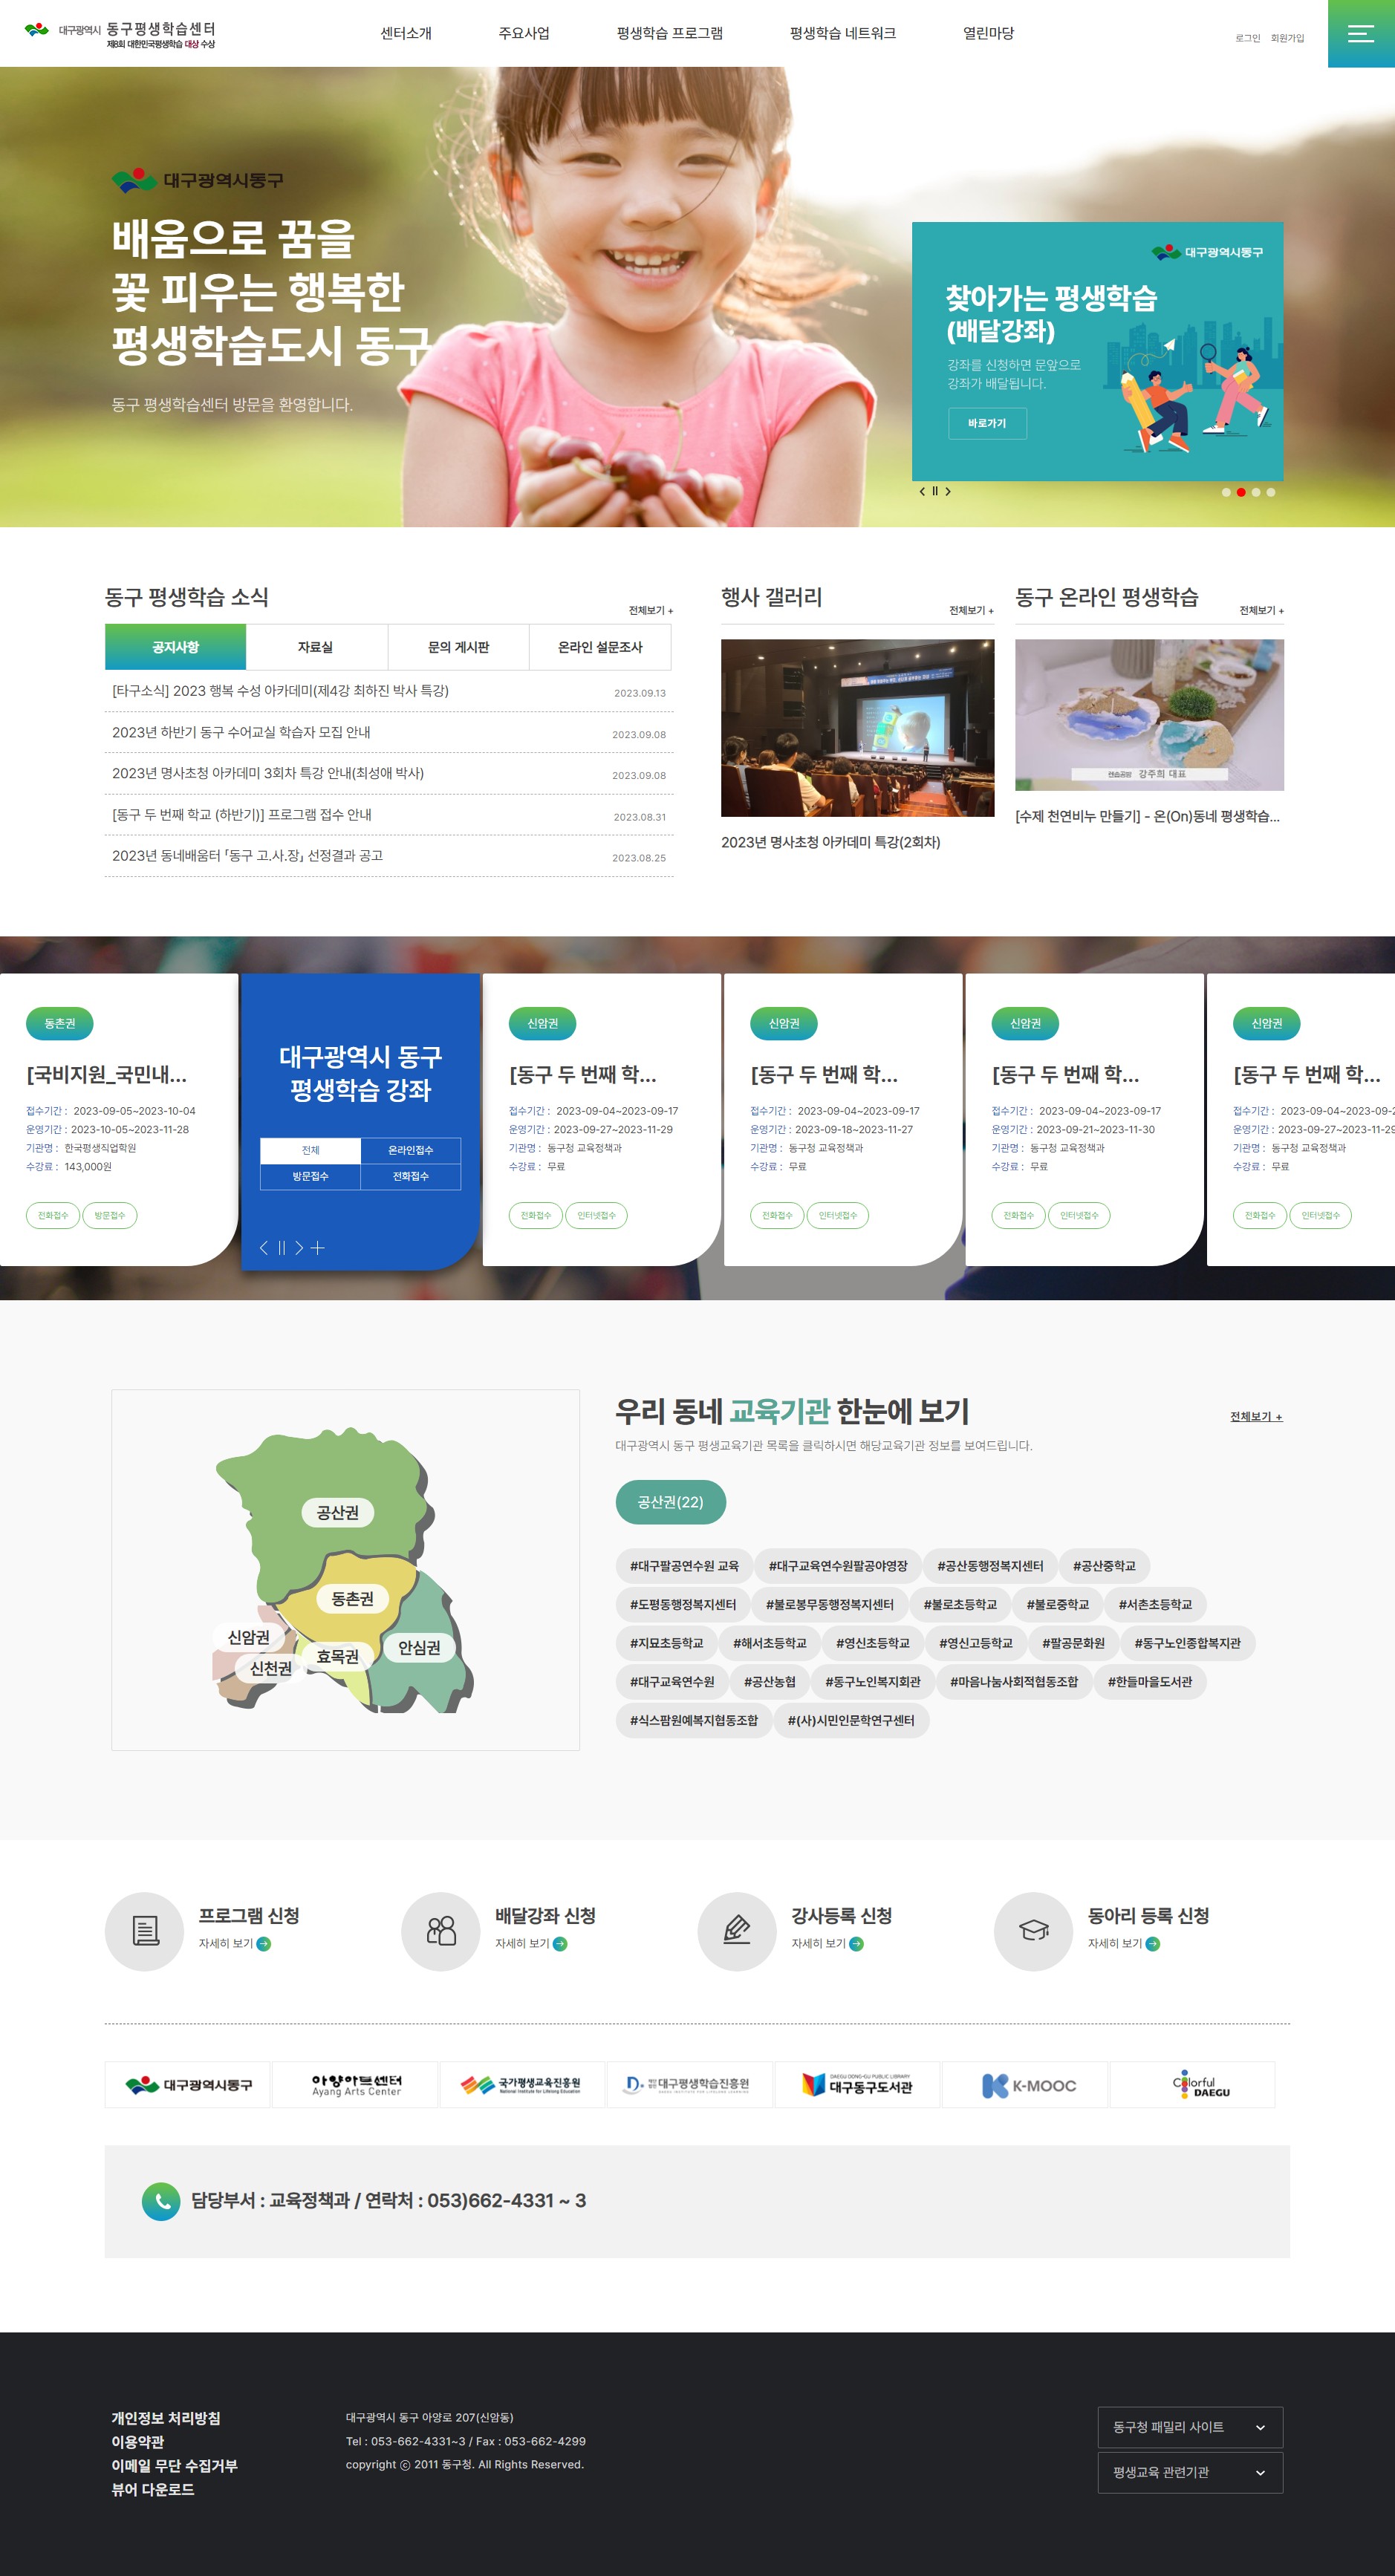 대구광역시 동구평생학습센터
제8회 대한민국평생학습 대상 수상
센터소개
주요사업
평생학습 프로그램
평생학습 네트워크
열린마당
로그인
회원가입
대구광역시동구
배움으로 꿈을
꽃 피우는 행복한
평생학습도시 동구
동구 평생학습센터 방문을 환영합니다.
대구광역시동구
찾아가는 평생학습
(배달강좌)
강좌를 신청하면 문앞으로
강좌가 배달됩니다.
바로가기
동구 평생학습 소식
전체보기 +
공지사항
자료실
문의 게시판
온라인 설문조사
[타구소식] 2023 행복 수성 아카데미(제4강 최하진 박사 특강)
2023.09.13
2023년 하반기 동구 수어교실 학습자 모집 안내
2023.09.08
2023년 명사초청 아카데미 3회차 특강 안내(최성애 박사)
2023.09.08
[동구 두 번째 학교 (하반기)] 프로그램 접수 안내
2023.08.31
2023년 동네배움터 ｢동구 고.사.장｣ 선정결과 공고
2023.08.25
행사 갤러리
전체보기 +
2023년 명사초청 아카데미 특강(2회차)
동구 온라인 평생학습
전체보기 +
강주희 대표
[수제 천연비누 만들기] - 온(On)동네 평생학습...
동촌권
[국비지원_국민내...
접수기간 : 2023-09-05~2023-10-04
운영기간 : 2023-10-05~2023-11-28
기관명 : 한국평생직업학원
수강료 : 143,000원
전화접수
방문접수
대구광역시 동구
평생학습 강좌
전체
온라인접수
방문접수
전화접수
신암권
[동구 두 번째 학...
접수기간 : 2023-09-04~2023-09-17
운영기간 : 2023-09-27~2023-11-29
기관명 : 동구청 교육정책과
수강료 : 무료
전화접수
인터넷접수
신암권
[동구 두 번째 학...
접수기간 : 2023-09-04~2023-09-17
운영기간 : 2023-09-18~2023-11-27
기관명 : 동구청 교육정책과
수강료 : 무료
전화접수
인터넷접수
신암권
[동구 두 번째 학...
접수기간 : 2023-09-04~2023-09-17
운영기간 : 2023-09-21~2023-11-30
기관명 : 동구청 교육정책과
수강료 : 무료
전화접수
인터넷접수
신암권
[동구 두 번째 학...
접수기간 : 2023-09-04~2023-09-2
운영기간 : 2023-09-27~2023-11-29
기관명 : 동구청 교육정책과
수강료 : 무료
전화접수
인터넷접수
공산권
동촌권
신암권
신천권
효목권
안심권
우리 동네 교육기관 한눈에 보기
전체보기 +
대구광역시 동구 평생교육기관 목록을 클릭하시면 해당교육기관 정보를 보여드립니다.
공산권(22)
#대구팔공연수원 교육 #대구교육연수원팔공야영장 #공산동행정복지센터 #공산중학교
#도평동행정복지센터 #불로봉무동행정복지센터 #불로초등학교 #불로중학교 #서촌초등학교
#지묘초등학교 #해서초등학교 #영신초등학교 #영신고등학교 #팔공문화원 #동구노인종합복지관
#대구교육연수원 #공산농협 #동구노인복지회관 #마음나눔사회적협동조합 #한들마을도서관
#식스팜원예복지협동조합 #(사)시민인문학연구센터
프로그램 신청
자세히 보기
배달강좌 신청
자세히 보기
강사등록 신청
자세히 보기
동아리 등록 신청
자세히 보기
대구광역시동구
아양아트센터
Ayang Arts Center
국가평생교육진흥원
National Institute for Lifelong Education
대구평생학습진흥원
DAEGU DONG-GU PUBLIC LIBRARY
대구동구도서관
K-MOOC
Colorful
DAEGU
담당부서 : 교육정책과 / 연락처 : 053)662-4331 ~ 3
개인정보 처리방침
이용약관
이메일 무단 수집거부
뷰어 다운로드
대구광역시 동구 아양로 207(신암동)
Tel : 053-662-4331~3 / Fax : 053-662-4299
copyright ⓒ 2011 동구청. All Rights Reserved.
동구청 패밀리 사이트
평생교육 관련기관